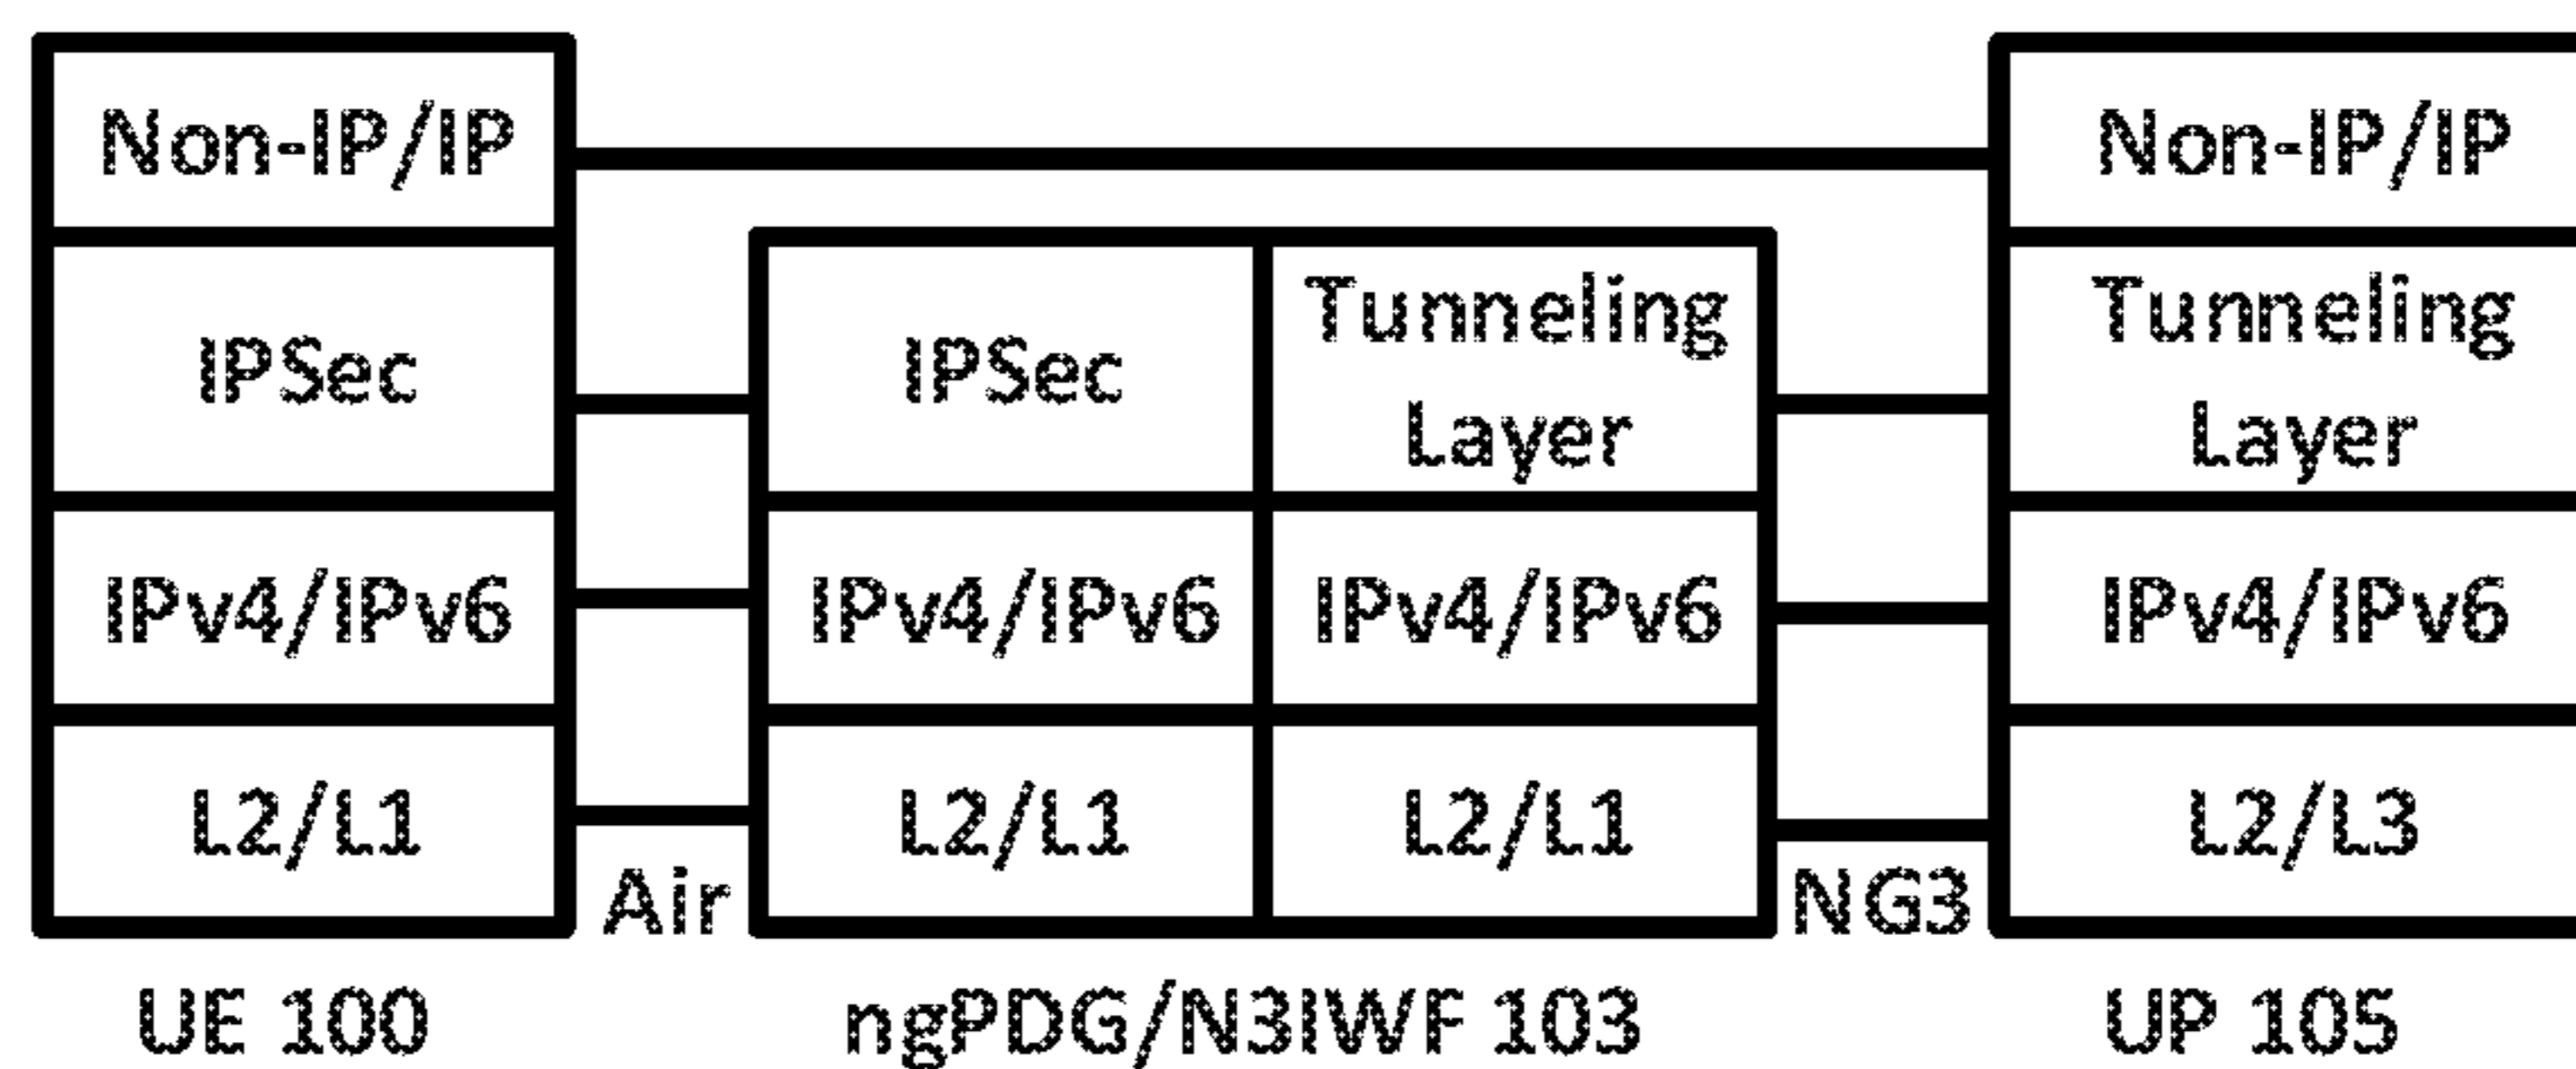 Non-IP/IP
Non-IP/IP
IPSec
IPSec
Tunneling
Layer
Tunneling
Layer
IPv4/IPv6
IPv4/IPv6
IPv4/IPv6
IPv4/IPv6
L2/L1
L2/L1
L2/L1
L2/L3
Air
NG3
UE 100
ngPDG/N3IWF 103
UP 105